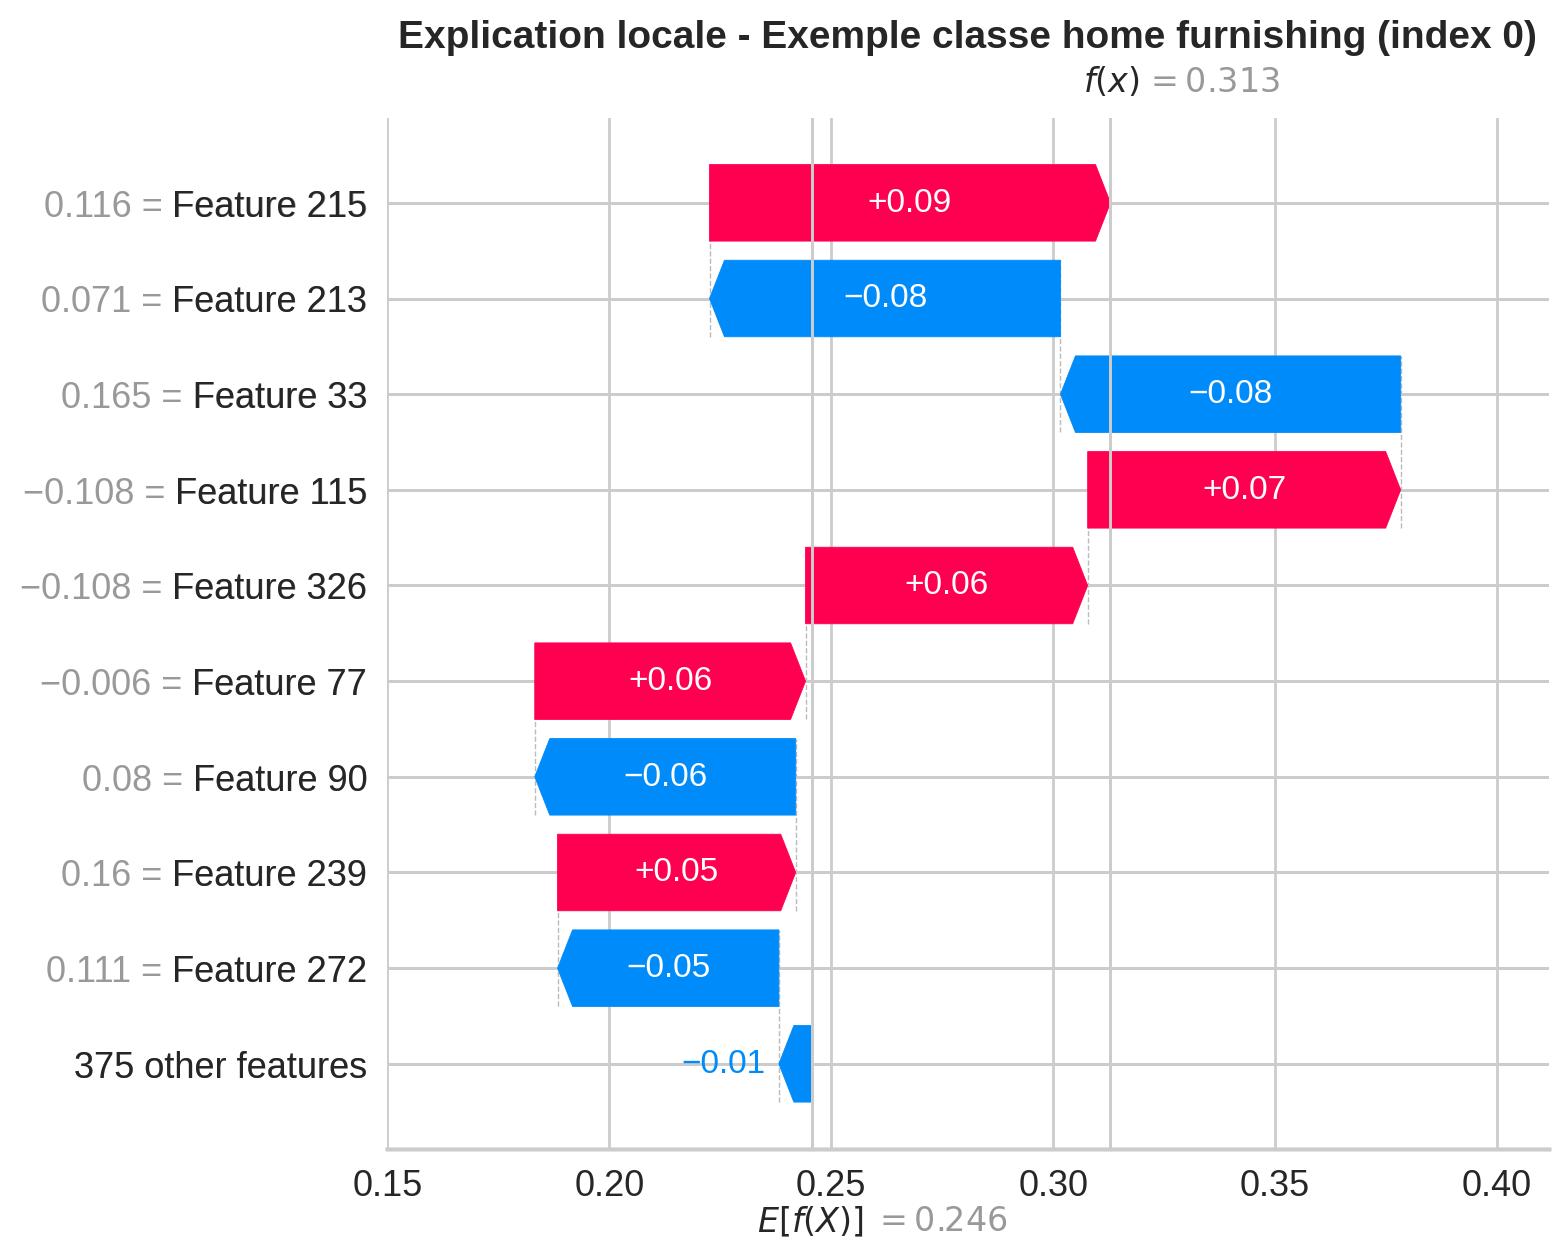 Explication locale - Exemple classe home furnishing (index 0)
f(x) = 0.313
0.116 = Feature 215
+0.09
0.071 = Feature 213
−0.08
0.165 = Feature 33
−0.08
−0.108 = Feature 115
+0.07
−0.108 = Feature 326
+0.06
−0.006 = Feature 77
+0.06
0.08 = Feature 90
−0.06
0.16 = Feature 239
+0.05
0.111 = Feature 272
−0.05
375 other features
−0.01
0.15 0.20 0.25 0.30 0.35 0.40
E[f(X)] = 0.246